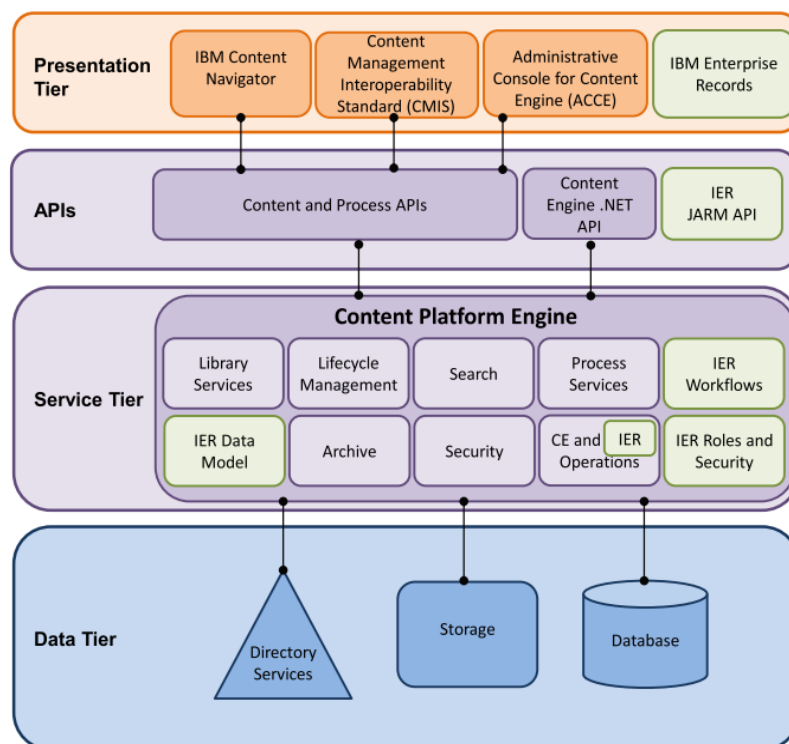 Presentation
Tier
IBM Content
Navigator
Content
Management
Interoperability
Standard (CMIS)
Administrative
Console for Content
Engine (ACCE)
IBM Enterprise
Records
APIs
Content and Process APIs
Content
Engine .NET
API
IER
JARM API
Service Tier
Content Platform Engine
Library
Services
Lifecycle
Management
Search
Process
Services
IER
Workflows
IER Data
Model
Archive
Security
CE and
IER
Operations
IER Roles and
Security
Data Tier
Directory
Services
Storage
Database